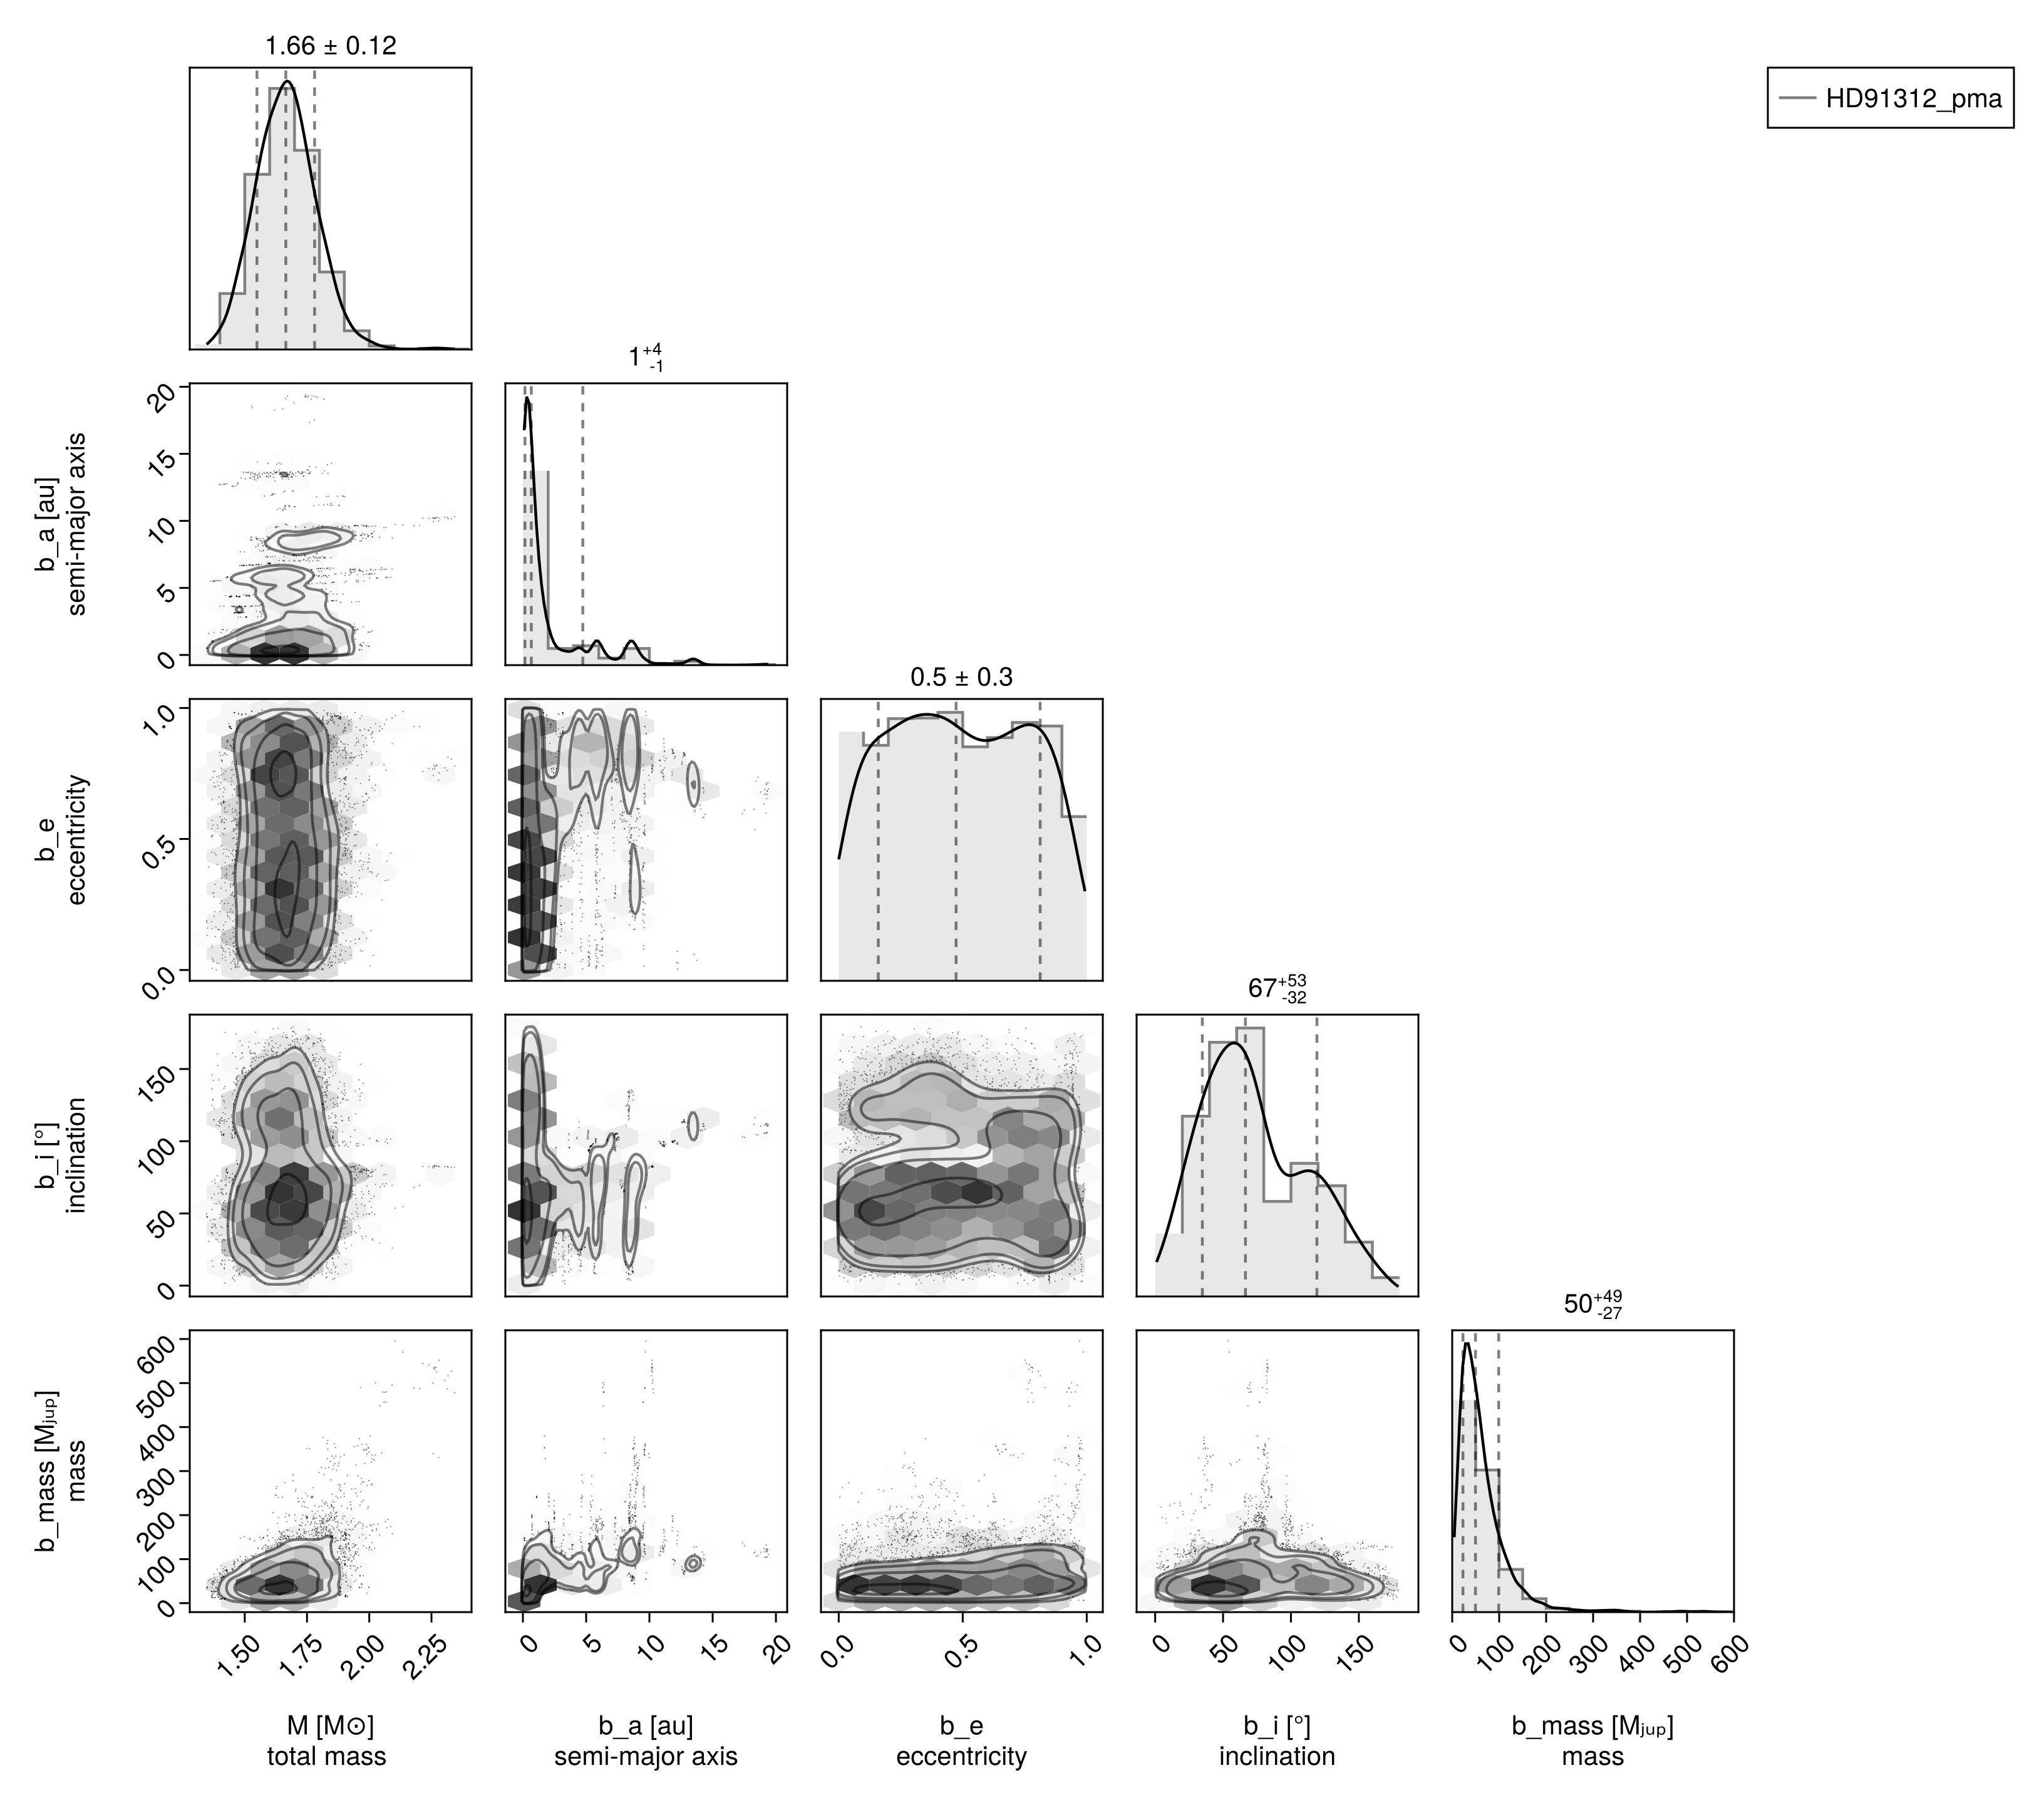 1.66 ± 0.12
HD91312_pma
1+4-1
20
15
10
5
0
b_a [au]
semi-major axis
0.5 ± 0.3
1.0
0.5
0.0
b_e
eccentricity
67+53-32
150
100
50
0
b_i [°]
inclination
50+49-27
600
500
400
300
200
100
0
b_mass [Mⱼᵤₚ]
mass
1.50 1.75 2.00 2.25
0 5 10 15 20
0.0 0.5 1.0
0 50 100 150
0 100 200 300 400 500 600
M [M⊙]
total mass
b_a [au]
semi-major axis
b_e
eccentricity
b_i [°]
inclination
b_mass [Mⱼᵤₚ]
mass